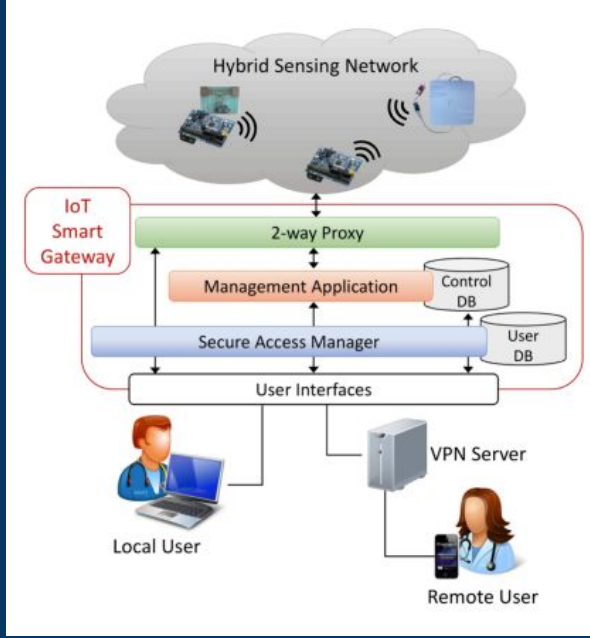 Hybrid Sensing Network
IoT
Smart
Gateway
2-way Proxy
Management Application
Control
DB
Secure Access Manager
User
DB
User Interfaces
VPN Server
Local User
Remote User